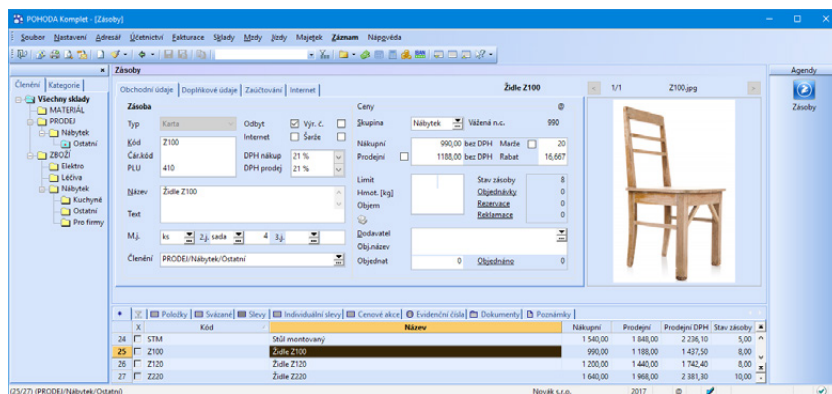 POHODA Komplet - [Zásoby]
Soubor Nastavení Adresář Účetnictví Fakturace Sklady Mzdy Jízdy Majetek Záznam Nápověda
Zásoby
Agendy
Členění Kategorie
Všechny sklady
MATERIÁL
PRODEJ
Nábytek
Ostatní
ZBOŽÍ
Elektro
Léčiva
Nábytek
Kuchyně
Ostatní
Pro firmy
Obchodní údaje Doplňkové údaje Zaúčtování Internet Židle Z100
< 1/1 Z100.jpg >
Zásoby
Zásoba
Typ Karta Odbyt Výr. č.
Internet Šarže
Kód Z100
Čár.kód DPH nákup 21 %
PLU 410 DPH prodej 21 %
Název Židle Z100
Text
M.j. ks 2.j. sada 4 3.j.
Členění PRODEJ/Nábytek/Ostatní
Ceny @
Skupina Nábytek Vážená n.c. 990
Nákupní 990,00 bez DPH Marže 20
Prodejní 1188,00 bez DPH Rabat 16,667
Limit Stav zásoby 8
Hmot. [kg] Objednávky 0
Objem Rezervace 0
Reklamace 0
Dodavatel
Obj.název
Objednat 0 Objednáno 0
Položky Svázané Slevy Individuální slevy Cenové akce Evidenční čísla Dokumenty Poznámky
X Kód Název Nákupní Prodejní Prodejní DPH Stav zásoby
24 STM Stůl montovaný 1 540,00 1 848,00 2 236,10 5,00
25 Z100 Židle Z100 990,00 1 188,00 1 437,50 8,00
26 Z120 Židle Z120 1 200,00 1 440,00 1 742,40 8,00
27 Z220 Židle Z220 1 640,00 1 968,00 2 381,30 10,00
(25/27) (PRODEJ/Nábytek/Ostatní) Novák s.r.o. 2017 @